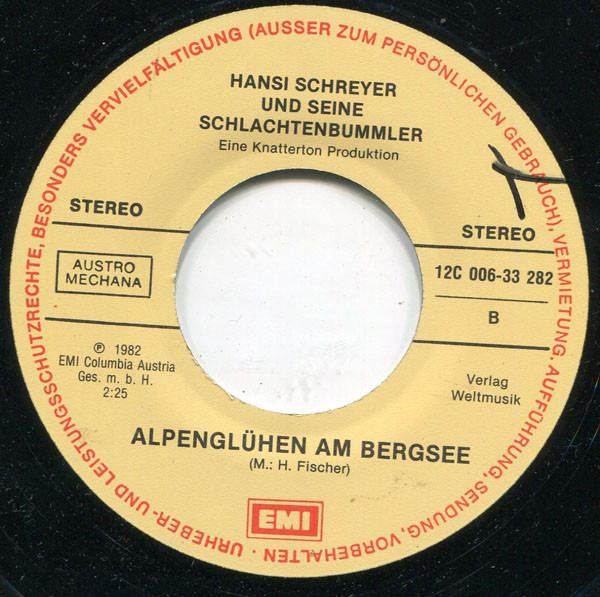 URHEBER- UND LEISTUNGSSCHUTZRECHTE, BESONDERS VERVIELFÄLTIGUNG (AUSSER ZUM PERSÖNLICHEN GEBRAUCH), VERMIETUNG, AUFFÜHRUNG, SENDUNG, VORBEHALTEN ·
HANSI SCHREYER
UND SEINE
SCHLACHTENBUMMLER
Eine Knatterton Produktion
STEREO
STEREO
AUSTRO
MECHANA
12C 006-33 282
B
℗ 1982
EMI Columbia Austria
Ges. m. b. H.
2:25
Verlag
Weltmusik
ALPENGLÜHEN AM BERGSEE
(M.: H. Fischer)
EMI